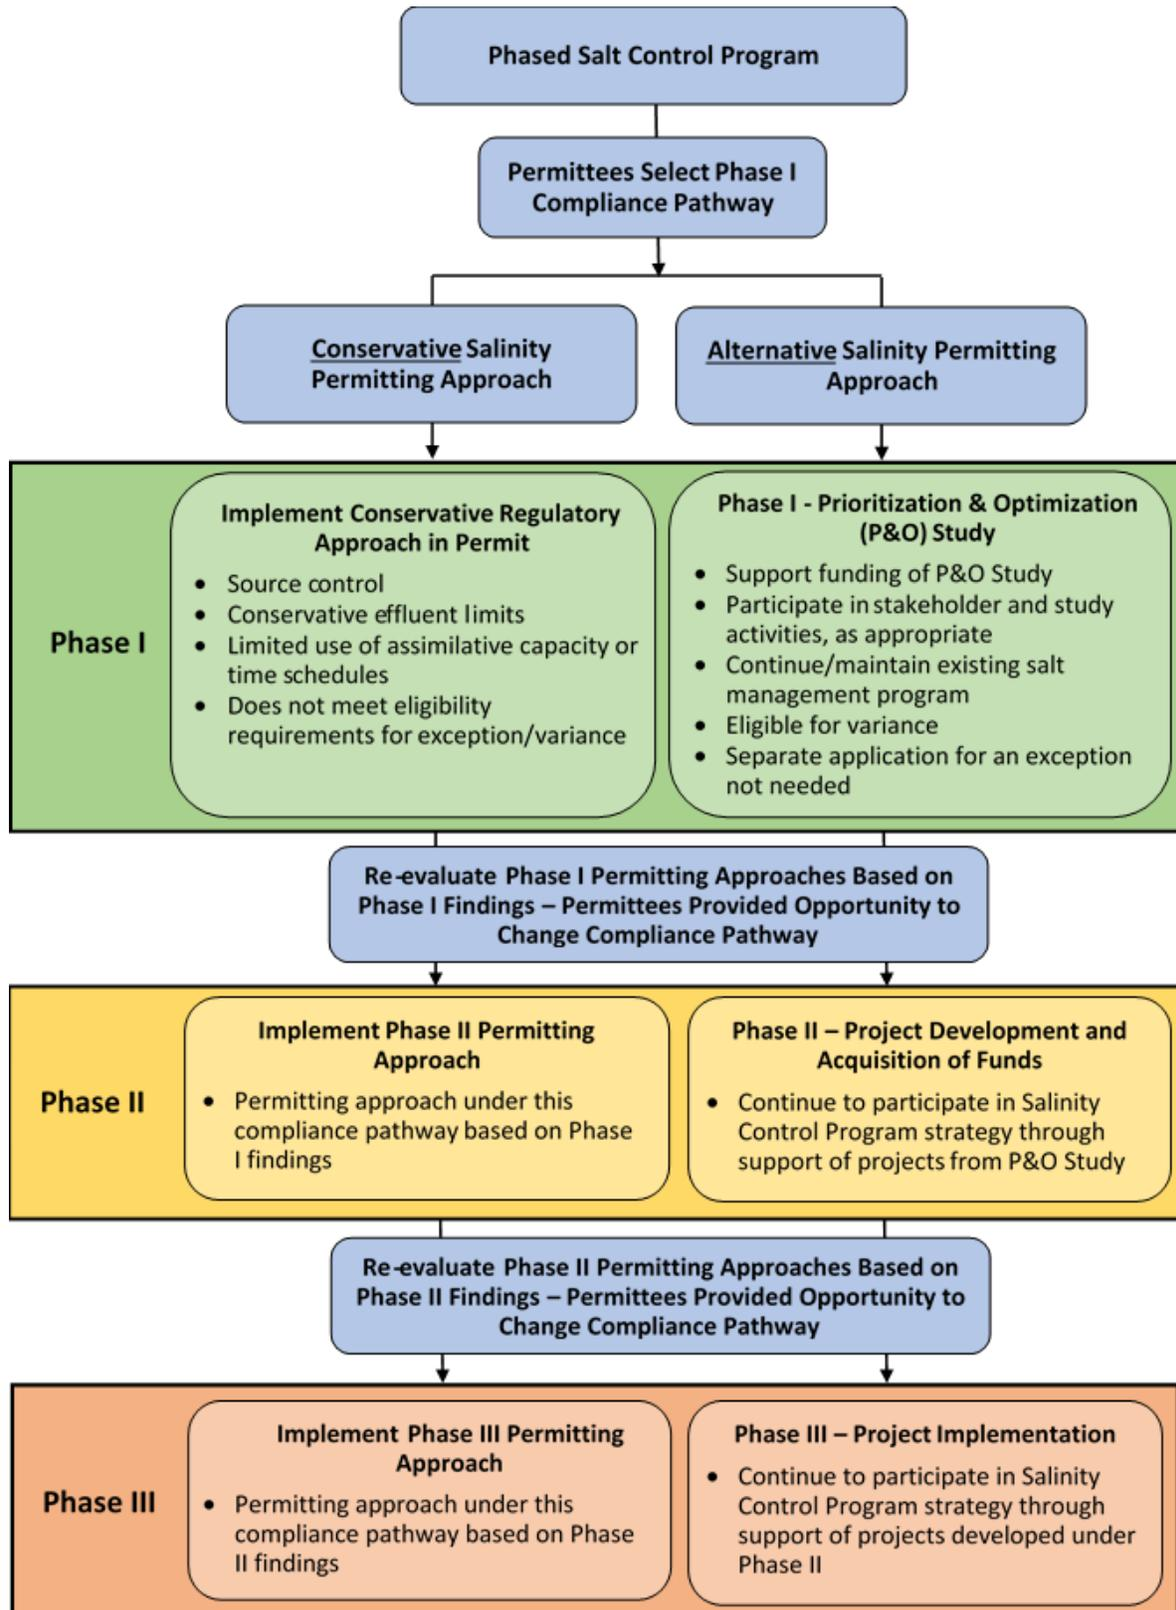 Phased Salt Control Program
Permittees Select Phase I
Compliance Pathway
Conservative Salinity
Permitting Approach
Alternative Salinity Permitting
Approach
Phase I
Implement Conservative Regulatory
Approach in Permit
• Source control
• Conservative effluent limits
• Limited use of assimilative capacity or
time schedules
• Does not meet eligibility
requirements for exception/variance
Phase I - Prioritization & Optimization
(P&O) Study
• Support funding of P&O Study
• Participate in stakeholder and study
activities, as appropriate
• Continue/maintain existing salt
management program
• Eligible for variance
• Separate application for an exception
not needed
Re-evaluate Phase I Permitting Approaches Based on
Phase I Findings – Permittees Provided Opportunity to
Change Compliance Pathway
Phase II
Implement Phase II Permitting
Approach
• Permitting approach under this
compliance pathway based on Phase
I findings
Phase II – Project Development and
Acquisition of Funds
• Continue to participate in Salinity
Control Program strategy through
support of projects from P&O Study
Re-evaluate Phase II Permitting Approaches Based on
Phase II Findings – Permittees Provided Opportunity to
Change Compliance Pathway
Phase III
Implement Phase III Permitting
Approach
• Permitting approach under this
compliance pathway based on Phase
II findings
Phase III – Project Implementation
• Continue to participate in Salinity
Control Program strategy through
support of projects developed under
Phase II